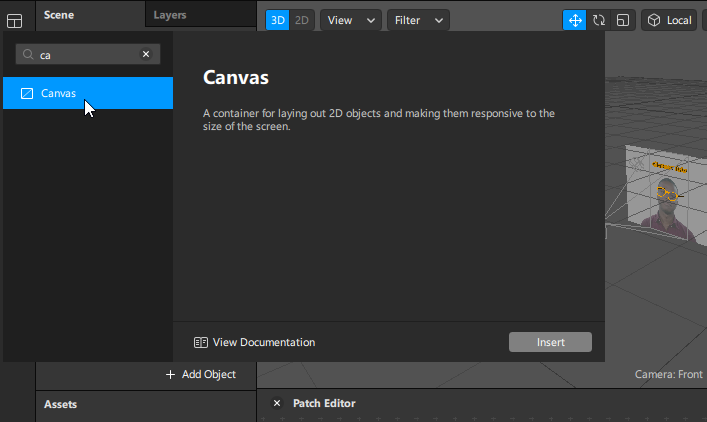 Scene
Layers
3D
2D
View
Filter
Local
ca
Canvas
Canvas
A container for laying out 2D objects and making them responsive to the
size of the screen.
View Documentation
Insert
+ Add Object
Camera: Front
Assets
Patch Editor